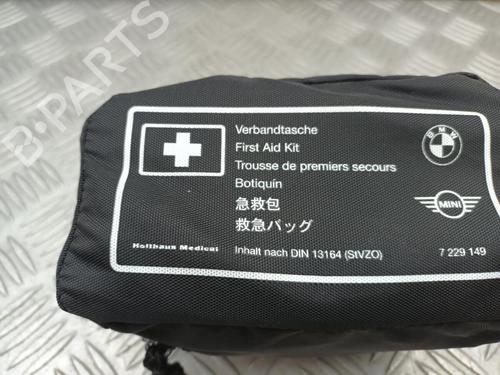 Verbandtasche
First Aid Kit
Trousse de premiers secours
Botiquín
急救包
救急バッグ
Holthaus Medical
Inhalt nach DIN 13164 (StVZO)
7 229 149
BMW
MINI
B-PARTS